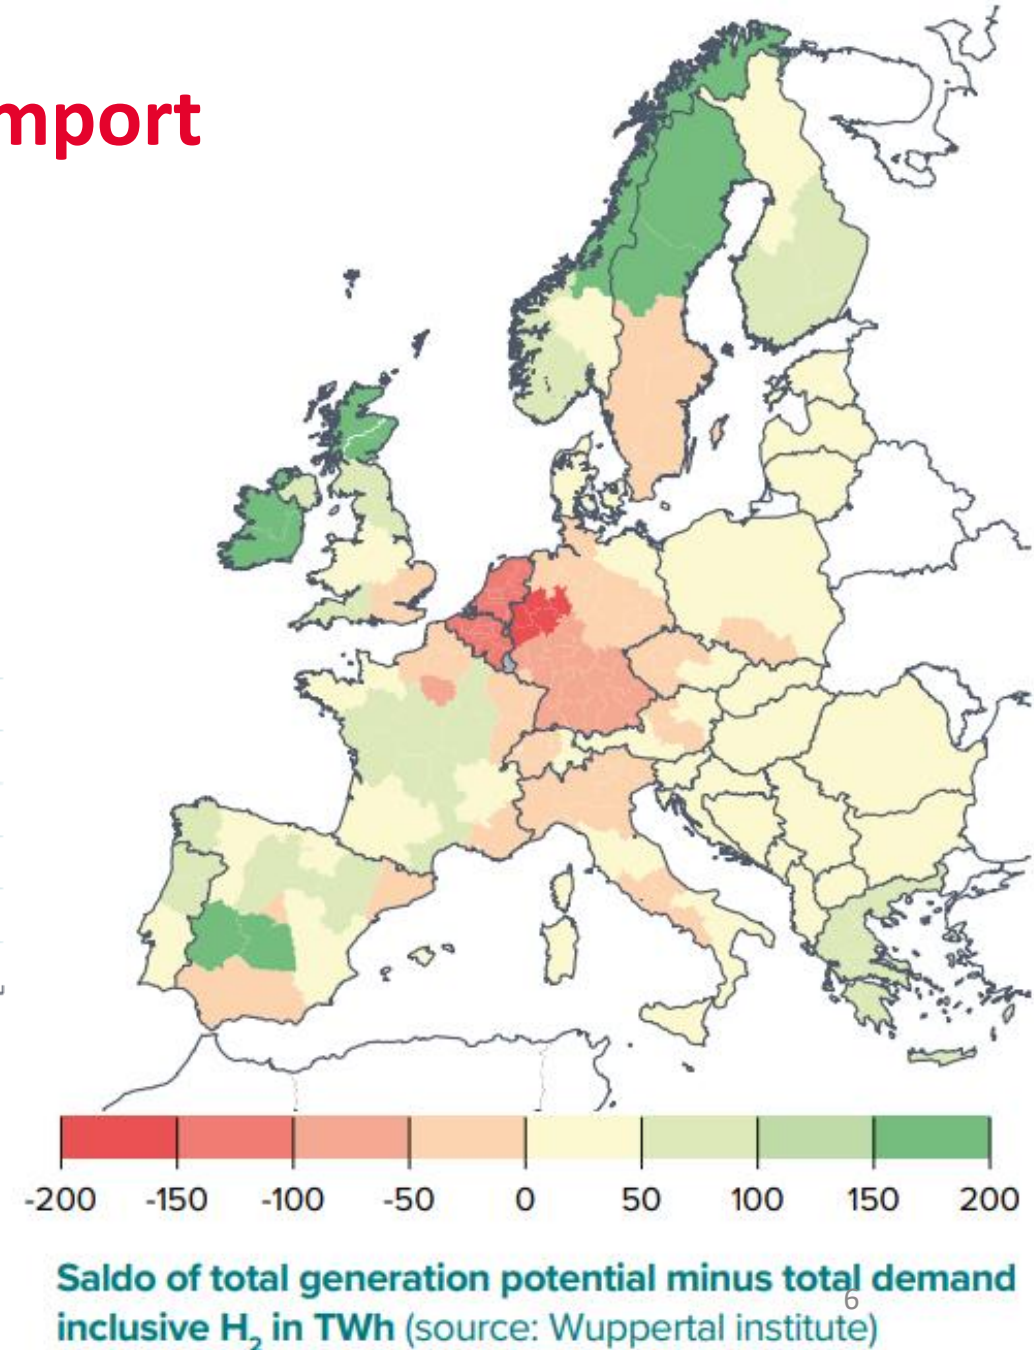 mport
-200 -150 -100 -50 0 50 100 150 200
Saldo of total generation potential minus total demand
6
inclusive H₂ in TWh (source: Wuppertal institute)